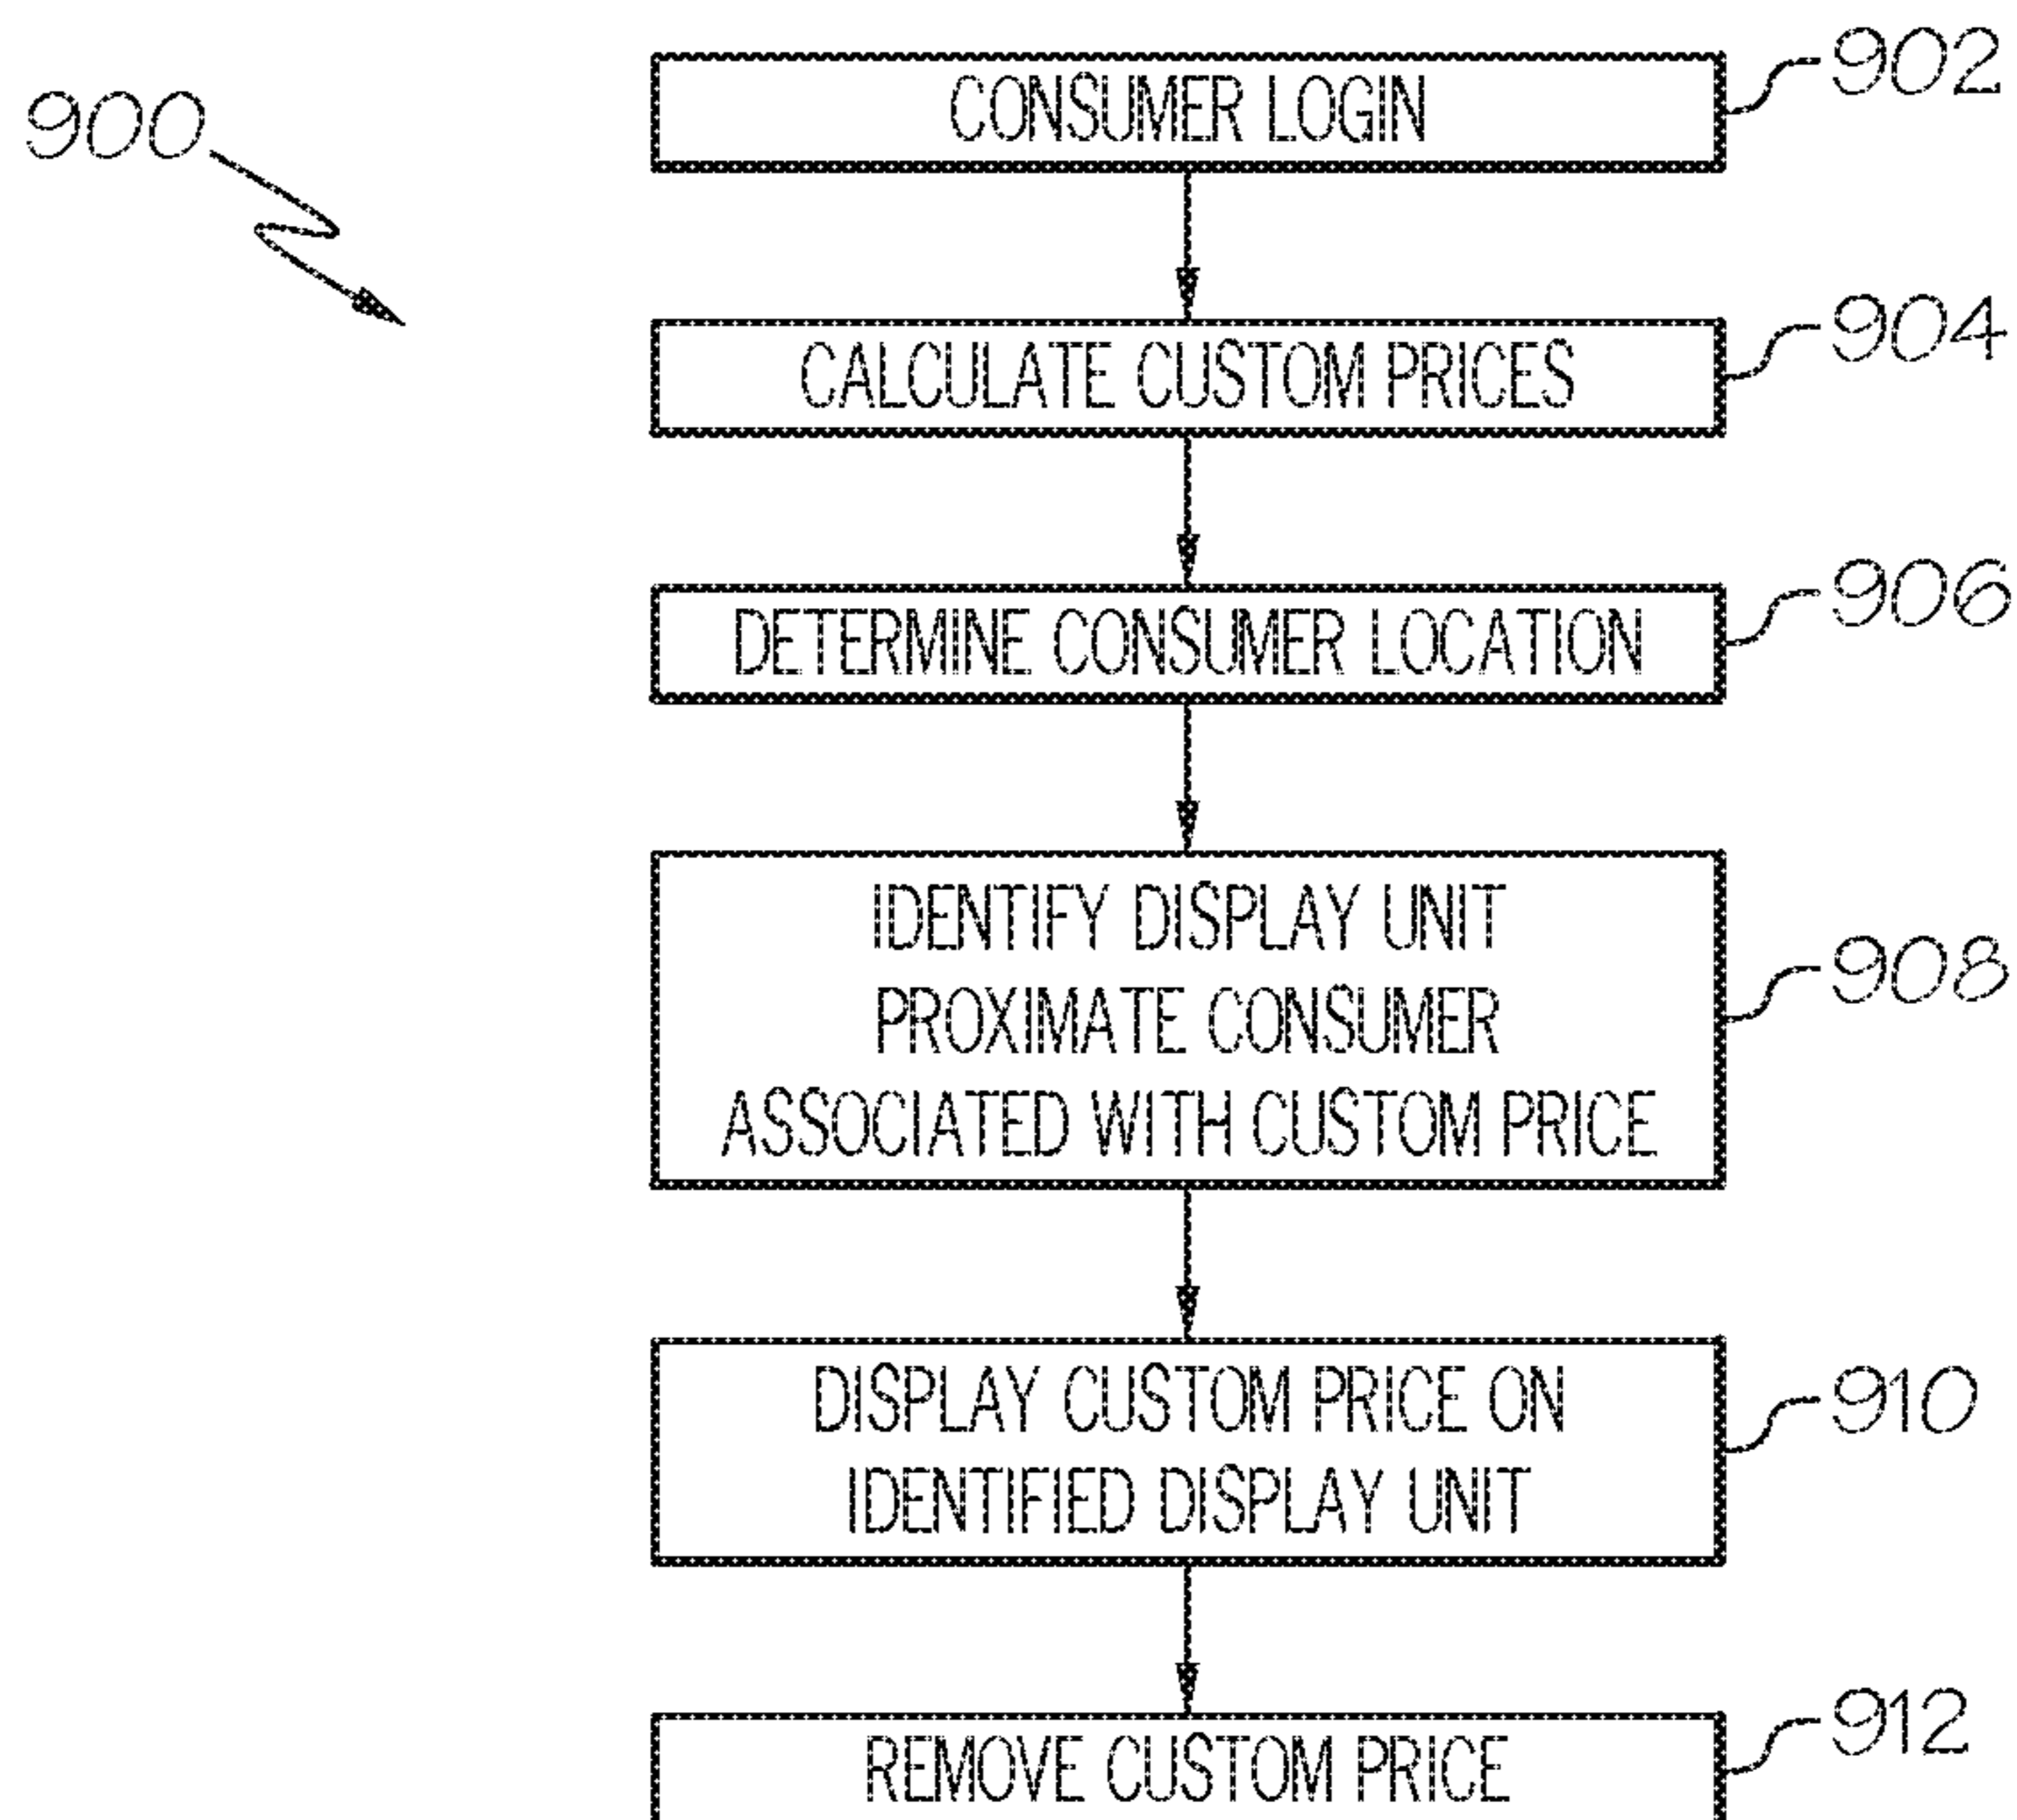 900
CONSUMER LOGIN
902
CALCULATE CUSTOM PRICES
904
DETERMINE CONSUMER LOCATION
906
IDENTIFY DISPLAY UNIT
PROXIMATE CONSUMER
ASSOCIATED WITH CUSTOM PRICE
908
DISPLAY CUSTOM PRICE ON
IDENTIFIED DISPLAY UNIT
910
REMOVE CUSTOM PRICE
912